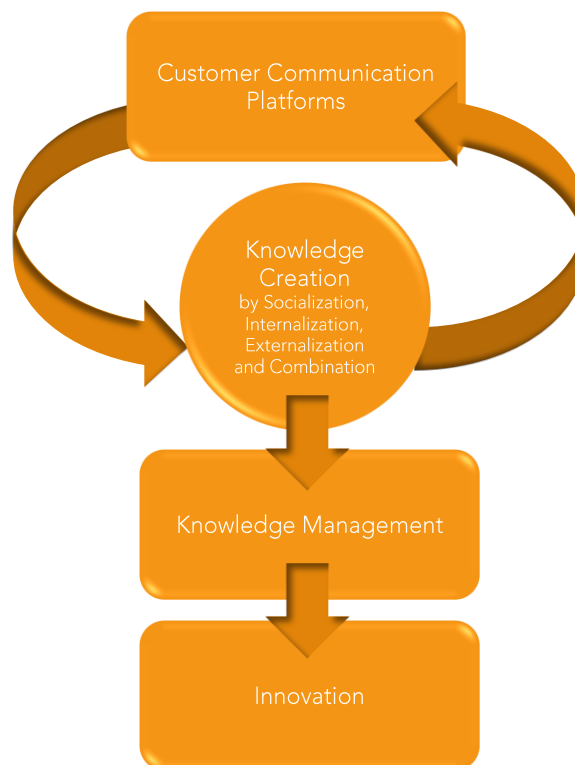 Customer Communication
Platforms
Knowledge
Creation
by Socialization,
Internalization,
Externalization
and Combination
Knowledge Management
Innovation